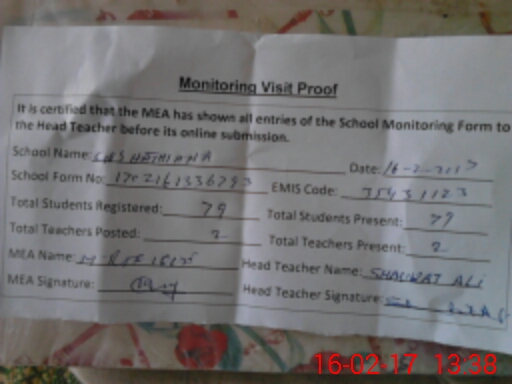 Monitoring Visit Proof
It is certified that the MEA has shown all entries of the School Monitoring Form to
the Head Teacher before its online submission.
School Name: Date: 16-2-2017
School Form No: EMIS Code:
Total Students Registered: 79 Total Students Present: 79
Total Teachers Posted: 2 Total Teachers Present: 2
MEA Name: Head Teacher Name: SHAUKAT ALI
MEA Signature: Head Teacher Signature:
16-02-17 13:38